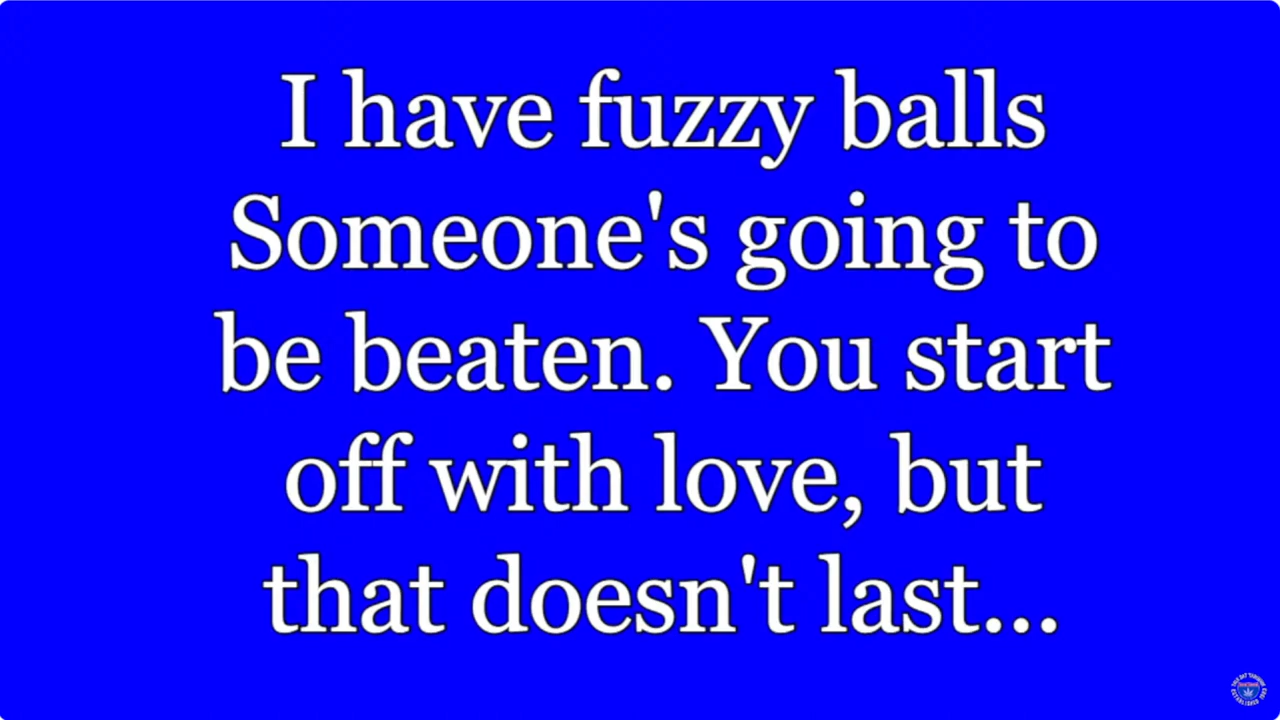 I have fuzzy balls
Someone's going to
be beaten. You start
off with love, but
that doesn't last...